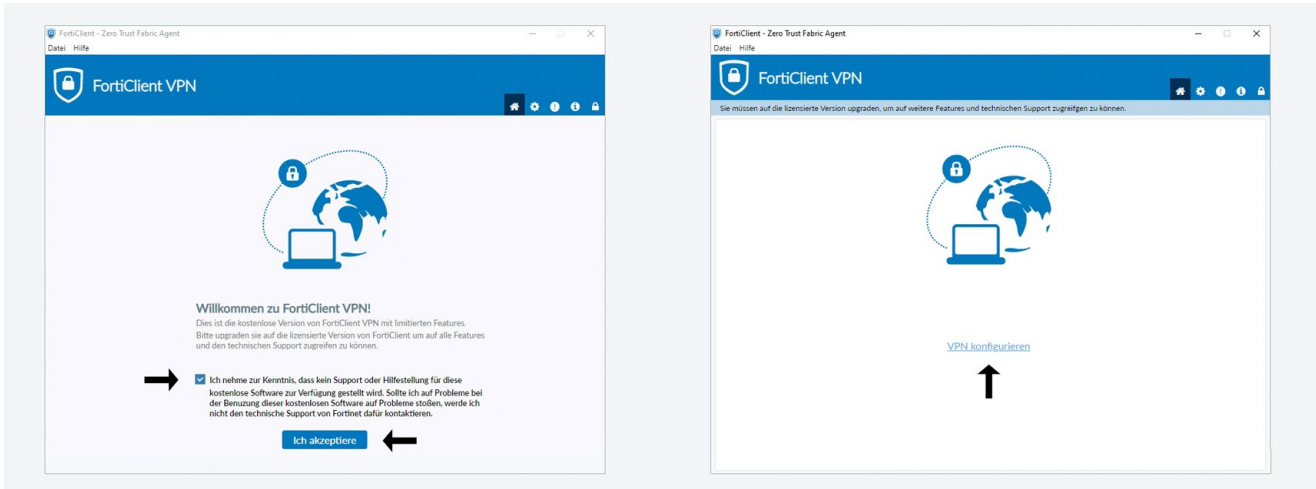 FortiClient - Zero Trust Fabric Agent
Datei Hilfe
FortiClient VPN
Willkommen zu FortiClient VPN!
Dies ist die kostenlose Version von FortiClient VPN mit limitierten Features.
Bitte upgraden sie auf die lizensierte Version von FortiClient um auf alle Features
und den technischen Support zugreifen zu können.
Ich nehme zur Kenntnis, dass kein Support oder Hilfestellung für diese
kostenlose Software zur Verfügung gestellt wird. Sollte ich auf Probleme bei
der Benuzung dieser kostenlosen Software auf Probleme stoßen, werde ich
nicht den technische Support von Fortinet dafür kontaktieren.
Ich akzeptiere
FortiClient - Zero Trust Fabric Agent
Datei Hilfe
FortiClient VPN
Sie müssen auf die lizensierte Version upgraden, um auf weitere Features und technischen Support zugreifgen zu können.
VPN konfigurieren